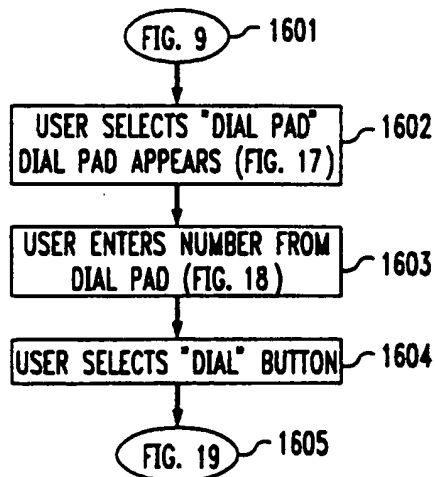 FIG. 9
1601
USER SELECTS "DIAL PAD"
DIAL PAD APPEARS (FIG. 17)
1602
USER ENTERS NUMBER FROM
DIAL PAD (FIG. 18)
1603
USER SELECTS "DIAL" BUTTON
1604
FIG. 19
1605